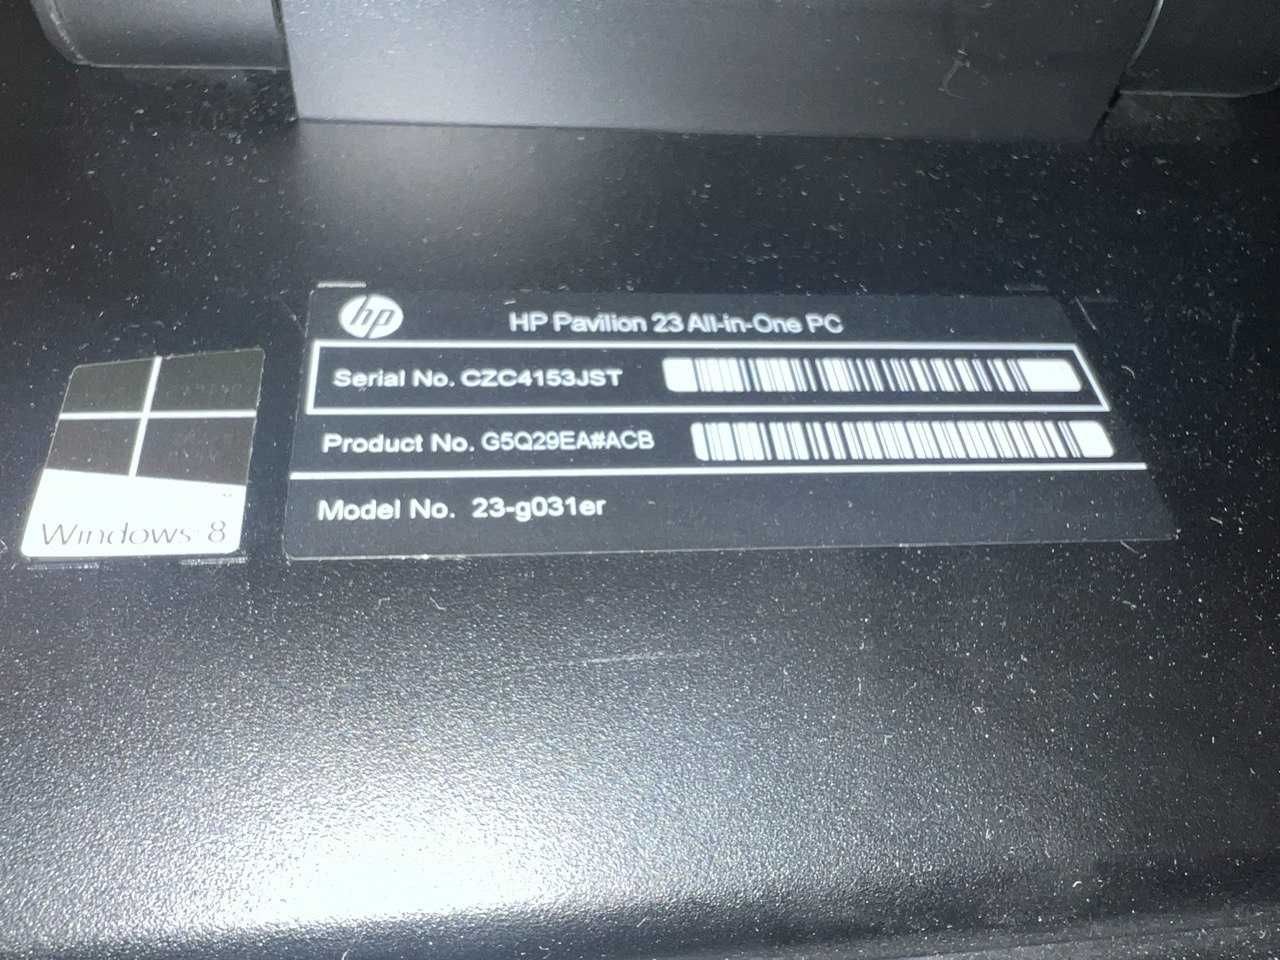 hp
HP Pavilion 23 All-in-One PC
Serial No. CZC4153JST
Product No. G5Q29EA#ACB
Model No. 23-g031er
Windows 8